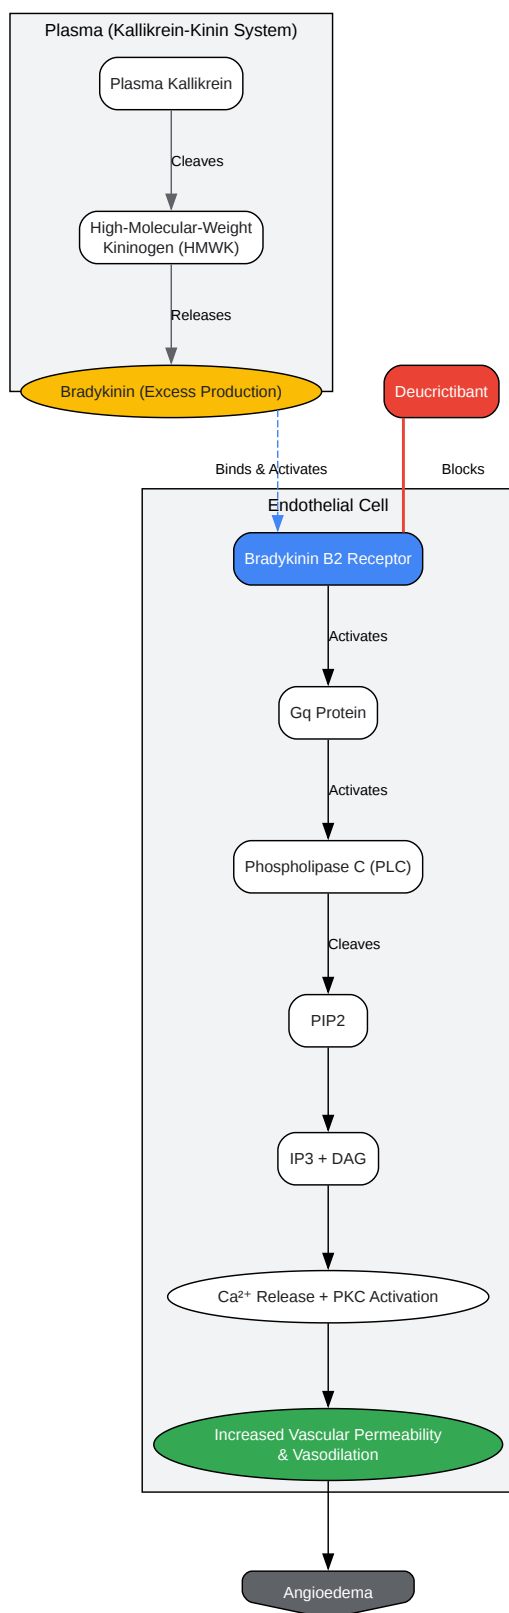 Plasma (Kallikrein-Kinin System)
Plasma Kallikrein
Cleaves
High-Molecular-Weight
Kininogen (HMWK)
Releases
Bradykinin (Excess Production)
Deucrictibant
Binds & Activates
Blocks
Endothelial Cell
Bradykinin B2 Receptor
Activates
Gq Protein
Activates
Phospholipase C (PLC)
Cleaves
PIP2
IP3 + DAG
Ca²⁺ Release + PKC Activation
Increased Vascular Permeability
& Vasodilation
Angioedema